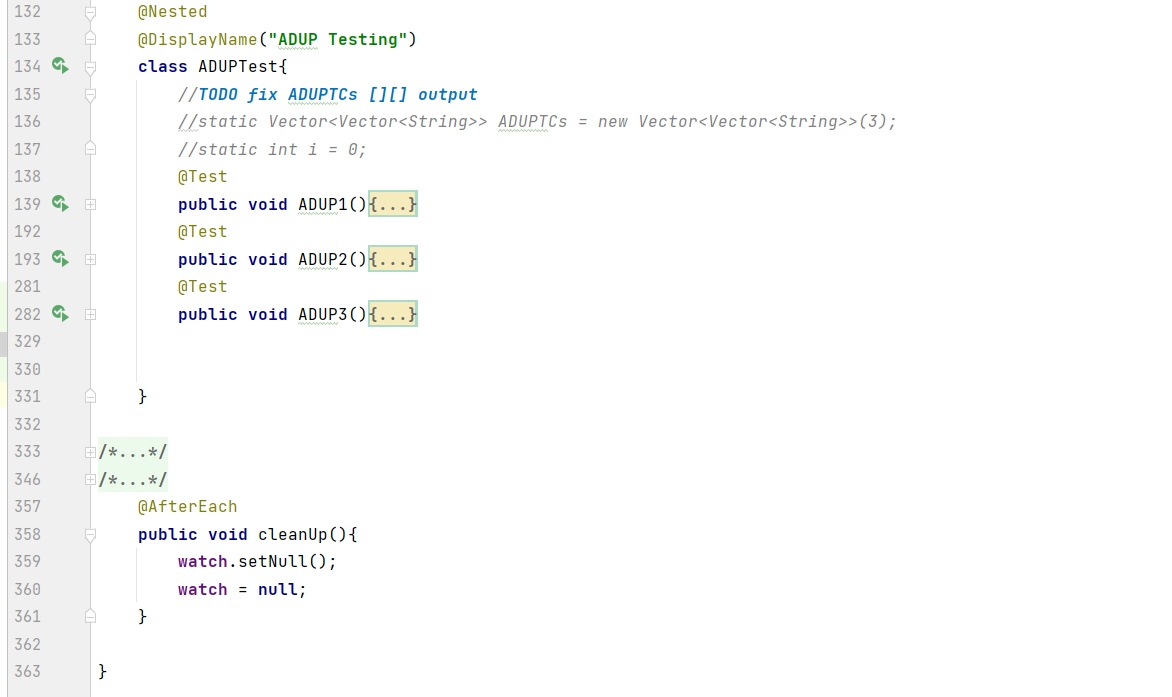 132 @Nested
133 @DisplayName("ADUP Testing")
134 class ADUPTest{
135 //TODO fix ADUPTCs [][] output
136 //static Vector<Vector<String>> ADUPTCs = new Vector<Vector<String>>(3);
137 //static int i = 0;
138 @Test
139 public void ADUP1(){...}
192 @Test
193 public void ADUP2(){...}
281 @Test
282 public void ADUP3(){...}
329
330
331 }
332
333 /*...*/
346 /*...*/
357 @AfterEach
358 public void cleanUp(){
359 watch.setNull();
360 watch = null;
361 }
362
363 }